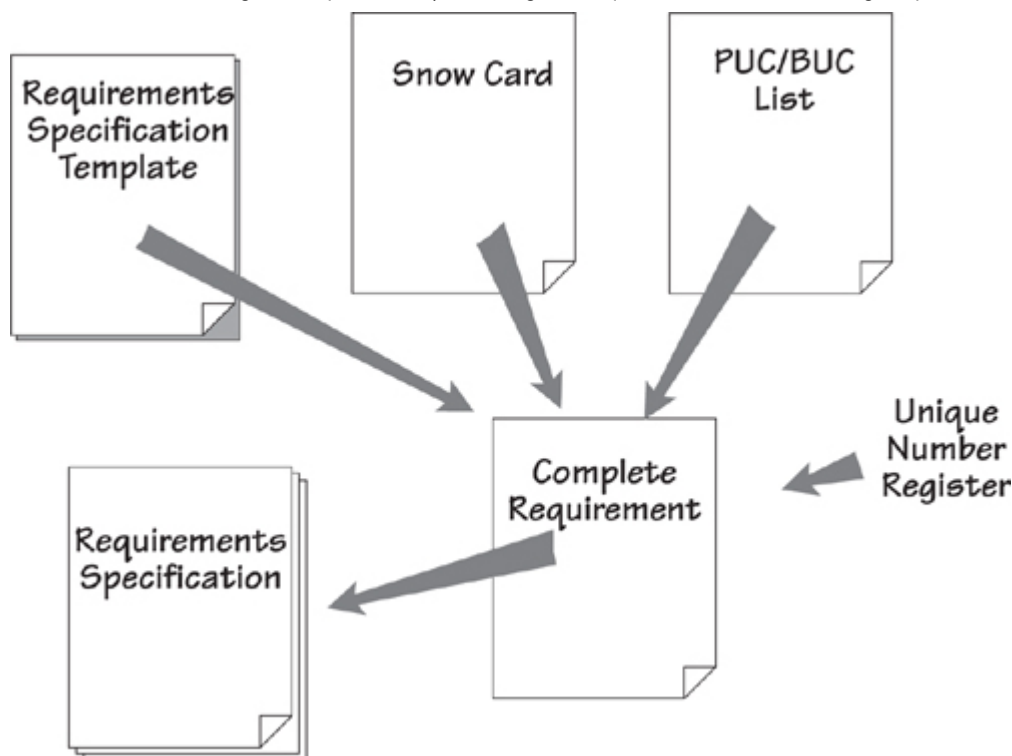 Requirements
Specification
Template
Snow Card
PUC/BUC
List
Complete
Requirement
Unique
Number
Register
Requirements
Specification